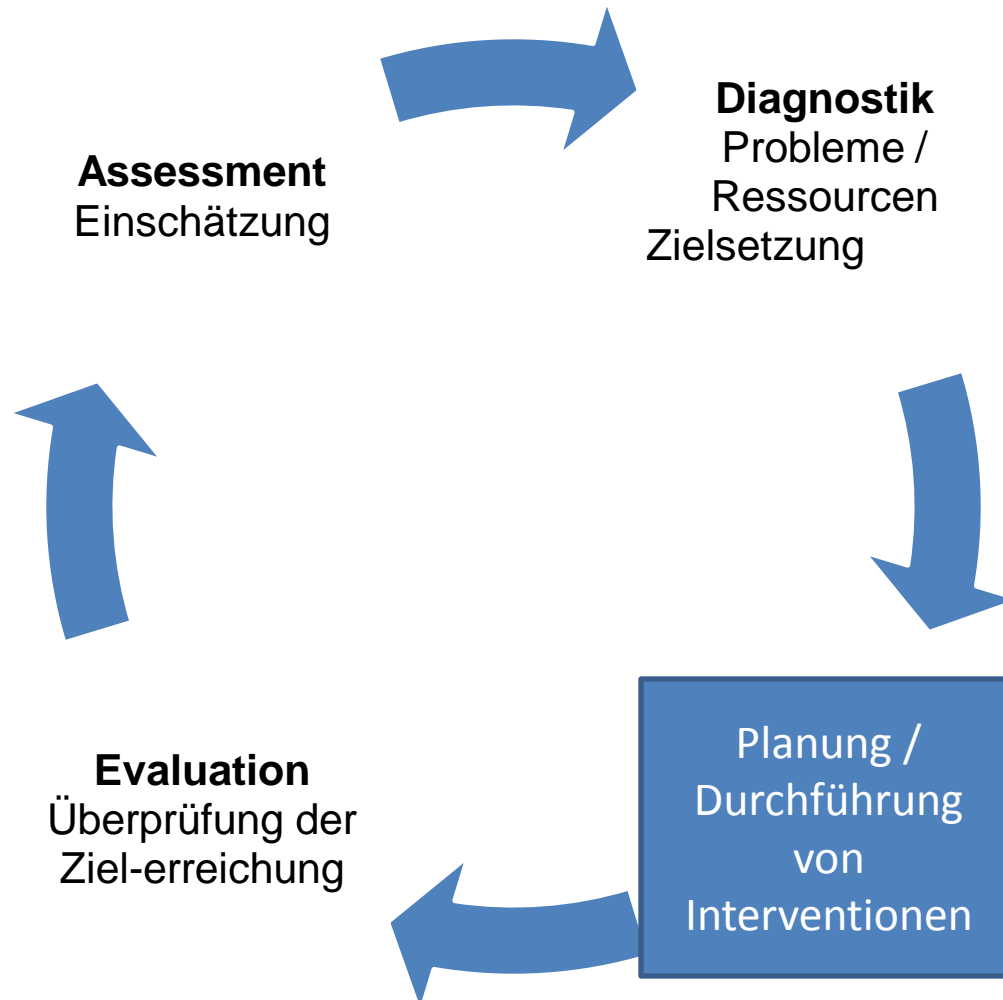 Assessment
Einschätzung
Diagnostik
Probleme /
Ressourcen
Zielsetzung
Planung /
Durchführung
von
Interventionen
Evaluation
Überprüfung der
Ziel-erreichung